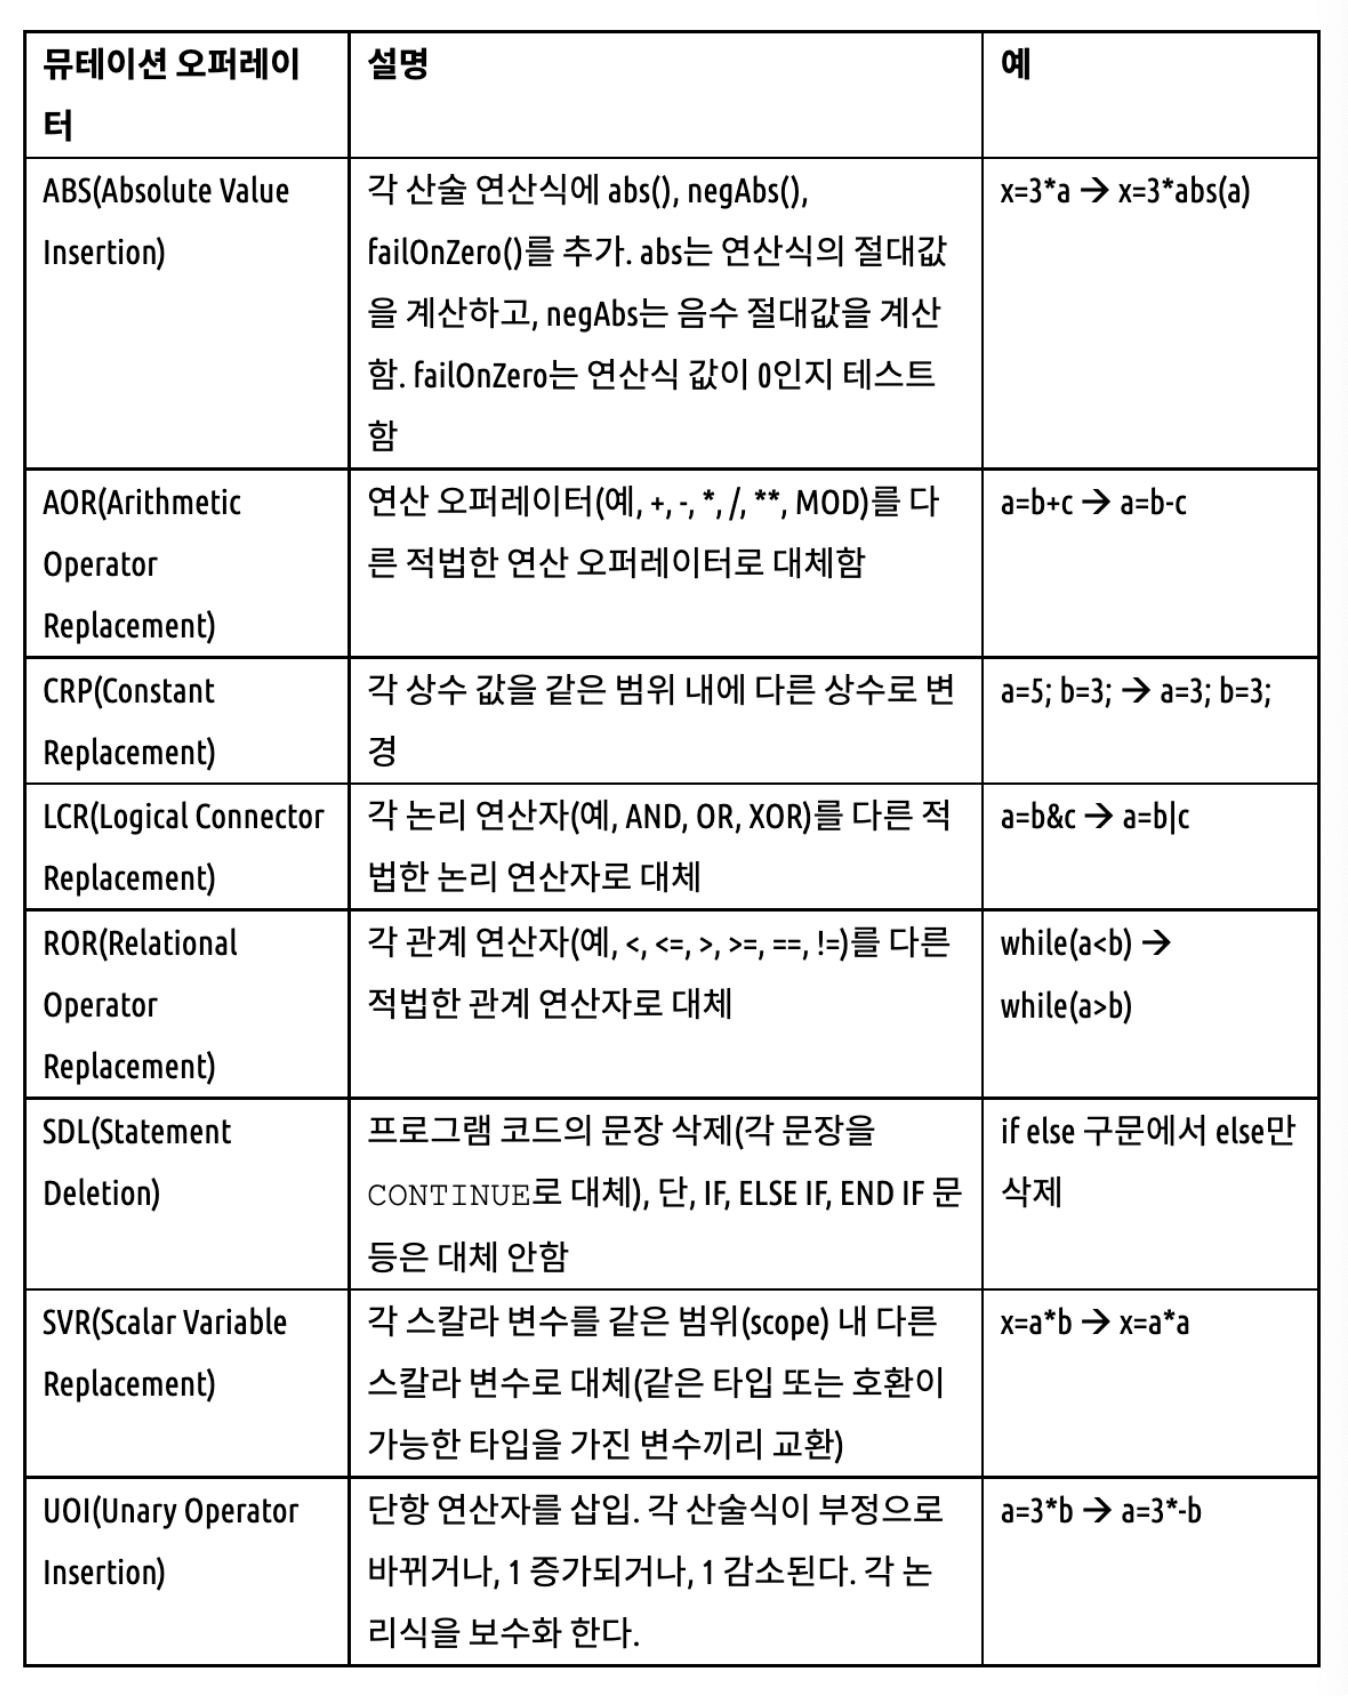 뮤테이션 오퍼레이
터
설명
예
ABS(Absolute Value
Insertion)
각 산술 연산식에 abs(), negAbs(),
failOnZero()를 추가. abs는 연산식의 절대값
을 계산하고, negAbs는 음수 절대값을 계산
함. failOnZero는 연산식 값이 0인지 테스트
함
x=3*a → x=3*abs(a)
AOR(Arithmetic
Operator
Replacement)
연산 오퍼레이터(예, +, -, *, /, **, MOD)를 다
른 적법한 연산 오퍼레이터로 대체함
a=b+c → a=b-c
CRP(Constant
Replacement)
각 상수 값을 같은 범위 내에 다른 상수로 변
경
a=5; b=3; → a=3; b=3;
LCR(Logical Connector
Replacement)
각 논리 연산자(예, AND, OR, XOR)를 다른 적
법한 논리 연산자로 대체
a=b&c → a=b|c
ROR(Relational
Operator
Replacement)
각 관계 연산자(예, <, <=, >, >=, ==, !=)를 다른
적법한 관계 연산자로 대체
while(a<b) →
while(a>b)
SDL(Statement
Deletion)
프로그램 코드의 문장 삭제(각 문장을
CONTINUE로 대체), 단, IF, ELSE IF, END IF 문
등은 대체 안함
if else 구문에서 else만
삭제
SVR(Scalar Variable
Replacement)
각 스칼라 변수를 같은 범위(scope) 내 다른
스칼라 변수로 대체(같은 타입 또는 호환이
가능한 타입을 가진 변수끼리 교환)
x=a*b → x=a*a
UOI(Unary Operator
Insertion)
단항 연산자를 삽입. 각 산술식이 부정으로
바뀌거나, 1 증가되거나, 1 감소된다. 각 논
리식을 보수화 한다.
a=3*b → a=3*-b